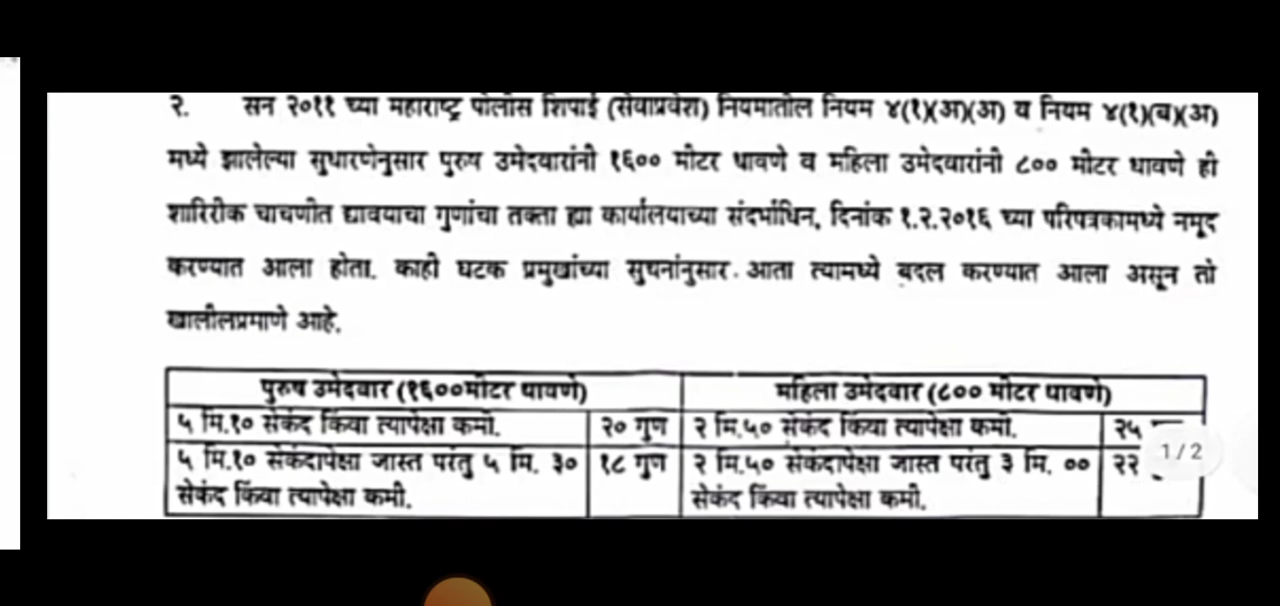 २. सन २०११ च्या महाराष्ट्र पोलीस शिपाई (सेवाप्रवेश) नियमातील नियम ४(१)(अ)(अ) व नियम ४(१)(ब)(अ)
मध्ये झालेल्या सुधारणेनुसार पुरुष उमेदवारांनी १६०० मीटर धावणे व महिला उमेदवारांनी ८०० मीटर धावणे ही
शारिरीक चाचणीत द्यावयाचा गुणांचा तक्ता ह्या कार्यालयाच्या संदर्भाधिन, दिनांक १.२.२०१६ च्या परिपत्रकामध्ये नमूद
करण्यात आला होता. काही घटक प्रमुखांच्या सुचनांनुसार आता त्यामध्ये बदल करण्यात आला असून तो
खालीलप्रमाणे आहे.
पुरुष उमेदवार (१६००मीटर धावणे) महिला उमेदवार (८०० मीटर धावणे)
५ मि.१० सेकंद किंवा त्यापेक्षा कमी. २० गुण २ मि.५० सेकंद किंवा त्यापेक्षा कमी. २५
५ मि.१० सेकंदापेक्षा जास्त परंतु ५ मि. ३० १८ गुण २ मि.५० सेकंदापेक्षा जास्त परंतु ३ मि. ०० २२
सेकंद किंवा त्यापेक्षा कमी. सेकंद किंवा त्यापेक्षा कमी.
1/2